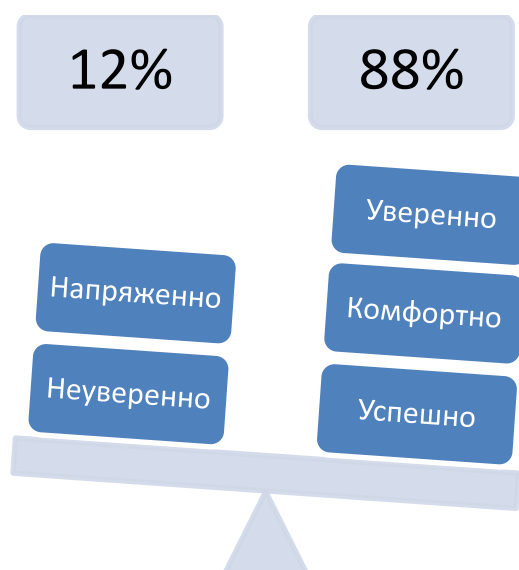 12%
88%
Напряженно
Неуверенно
Уверенно
Комфортно
Успешно